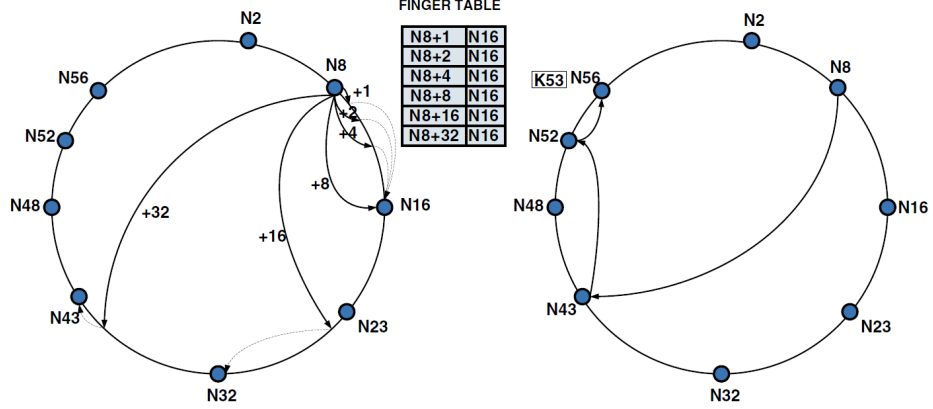 FINGER TABLE
N8+1 N16
N8+2 N16
N8+4 N16
N8+8 N16
N8+16 N16
N8+32 N16
N2
N8
N56
N52
N48
N43
N32
N23
N16
+1
+2
+4
+8
+16
+32
N2
N8
K53 N56
N52
N48
N43
N32
N23
N16